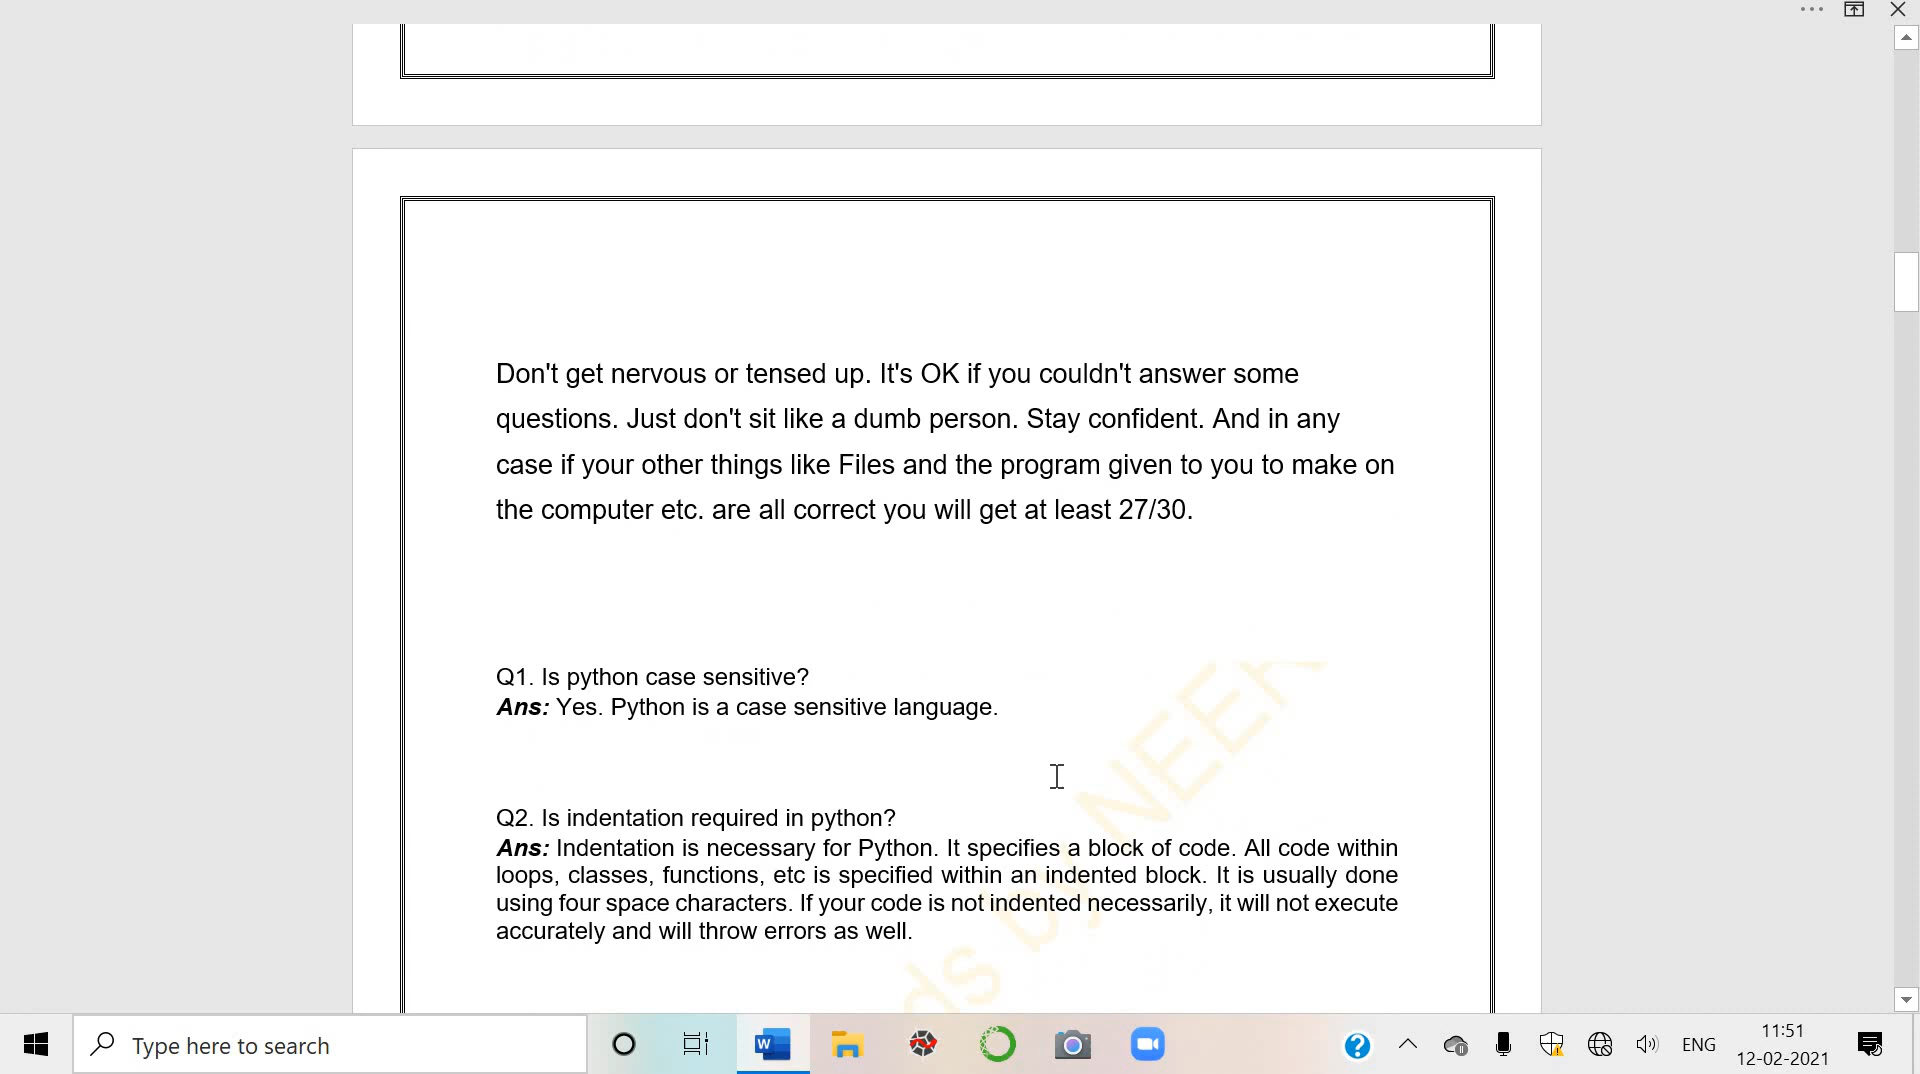 Don't get nervous or tensed up. It's OK if you couldn't answer some
questions. Just don't sit like a dumb person. Stay confident. And in any
case if your other things like Files and the program given to you to make on
the computer etc. are all correct you will get at least 27/30.
Q1. Is python case sensitive?
Ans: Yes. Python is a case sensitive language.
Q2. Is indentation required in python?
Ans: Indentation is necessary for Python. It specifies a block of code. All code within
loops, classes, functions, etc is specified within an indented block. It is usually done
using four space characters. If your code is not indented necessarily, it will not execute
accurately and will throw errors as well.
ds by NEER
Type here to search
W
ENG
11:51
12-02-2021